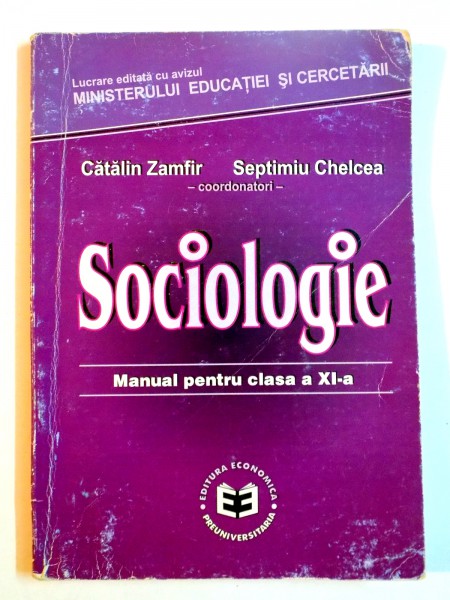 Lucrare editată cu avizul
MINISTERULUI EDUCAȚIEI ȘI CERCETĂRII
Cătălin Zamfir Septimiu Chelcea
– coordonatori –
Sociologie
Manual pentru clasa a XI-a
• EDITURA ECONOMICA •
PREUNIVERSITARIA